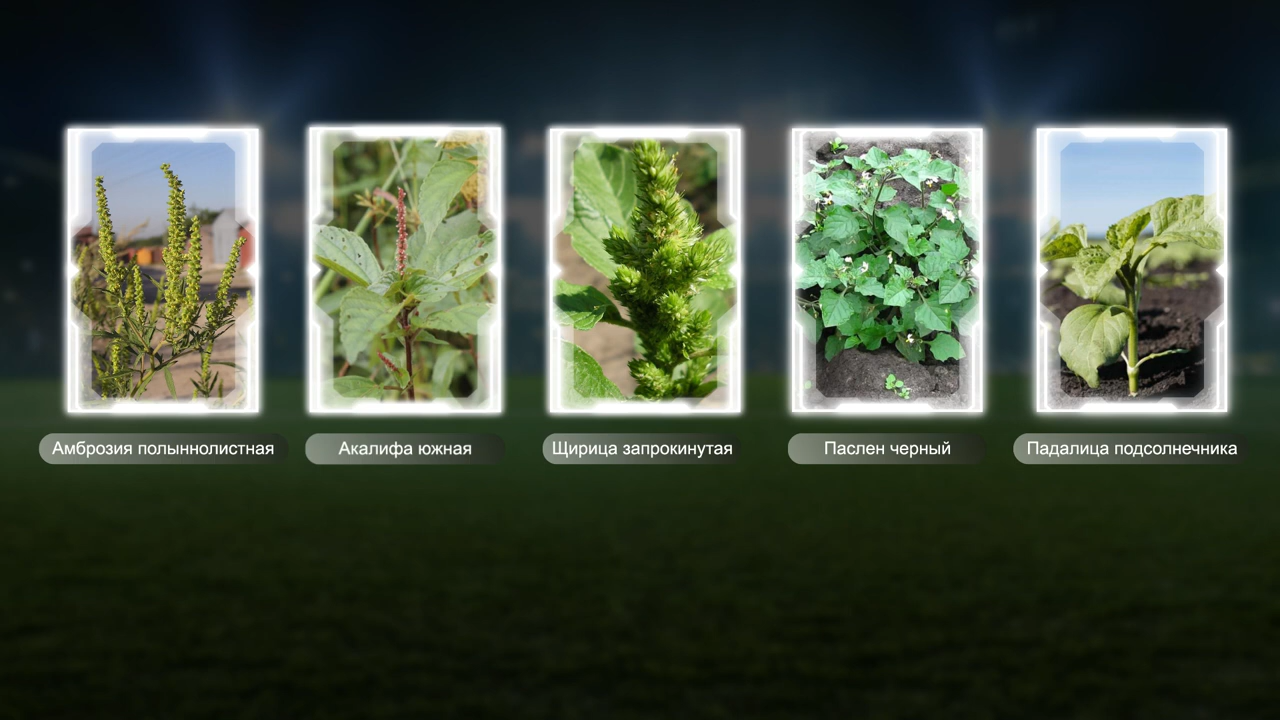 Амброзия полыннолистная
Акалифа южная
Щирица запрокинутая
Паслен черный
Падалица подсолнечника